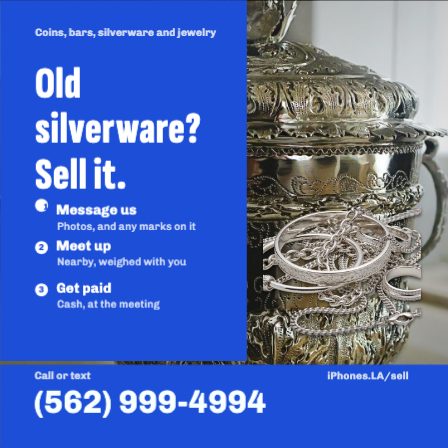 Coins, bars, silverware and jewelry
Old
silverware?
Sell it.
1 Message us
Photos, and any marks on it
2 Meet up
Nearby, weighed with you
3 Get paid
Cash, at the meeting
Call or text
iPhones.LA/sell
(562) 999-4994